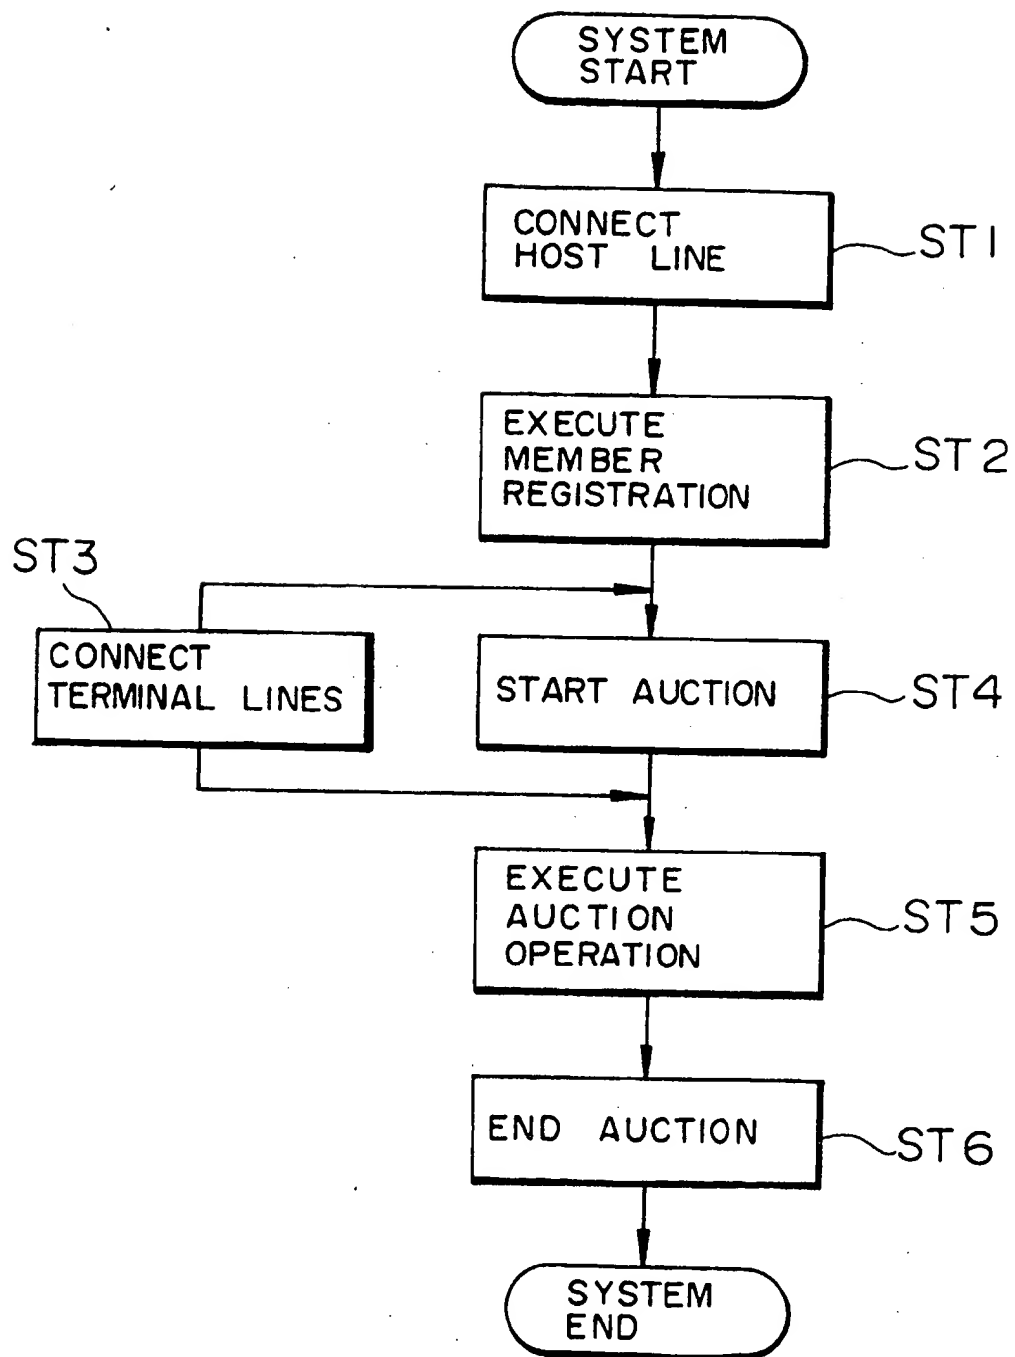 SYSTEM
START
CONNECT
HOST LINE
ST1
EXECUTE
MEMBER
REGISTRATION
ST2
ST3
CONNECT
TERMINAL LINES
START AUCTION
ST4
EXECUTE
AUCTION
OPERATION
ST5
END AUCTION
ST6
SYSTEM
END